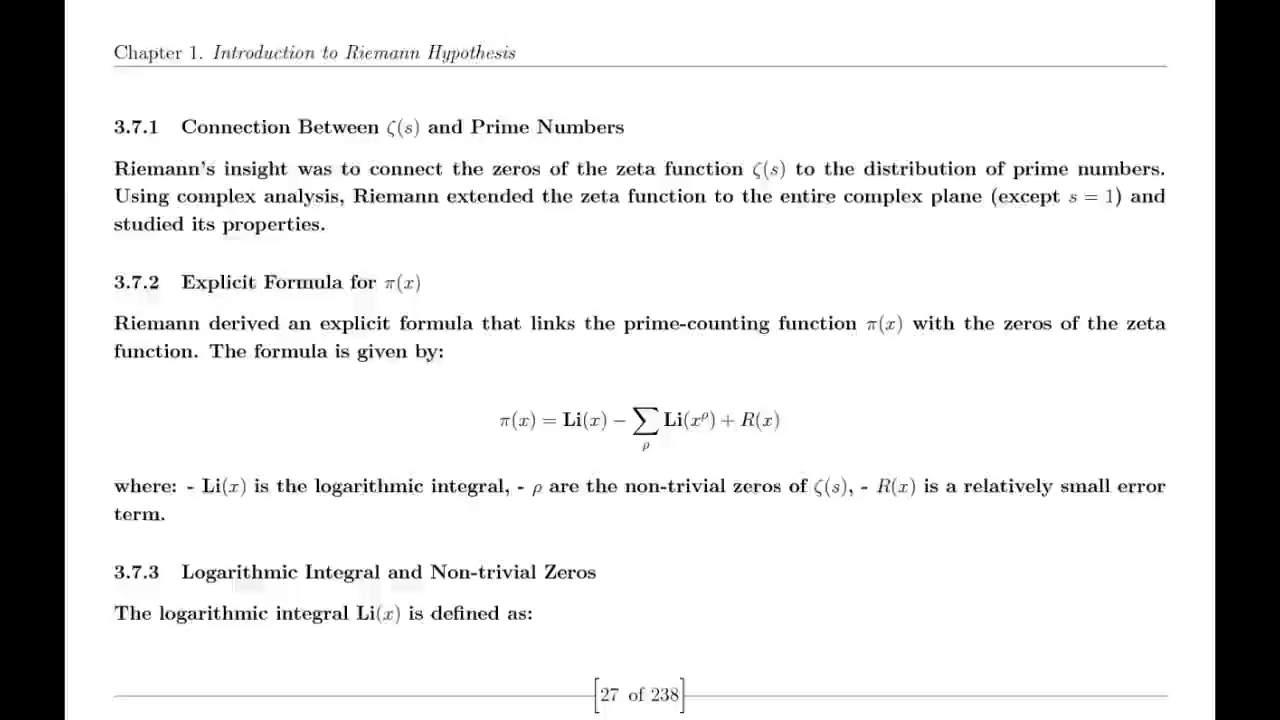 Chapter 1. Introduction to Riemann Hypothesis
3.7.1 Connection Between ζ(s) and Prime Numbers
Riemann's insight was to connect the zeros of the zeta function ζ(s) to the distribution of prime numbers.
Using complex analysis, Riemann extended the zeta function to the entire complex plane (except s = 1) and
studied its properties.
3.7.2 Explicit Formula for π(x)
Riemann derived an explicit formula that links the prime-counting function π(x) with the zeros of the zeta
function. The formula is given by:
π(x) = Li(x) − ∑ Li(x^ρ) + R(x)
ρ
where: - Li(x) is the logarithmic integral, - ρ are the non-trivial zeros of ζ(s), - R(x) is a relatively small error
term.
3.7.3 Logarithmic Integral and Non-trivial Zeros
The logarithmic integral Li(x) is defined as:
[27 of 238]